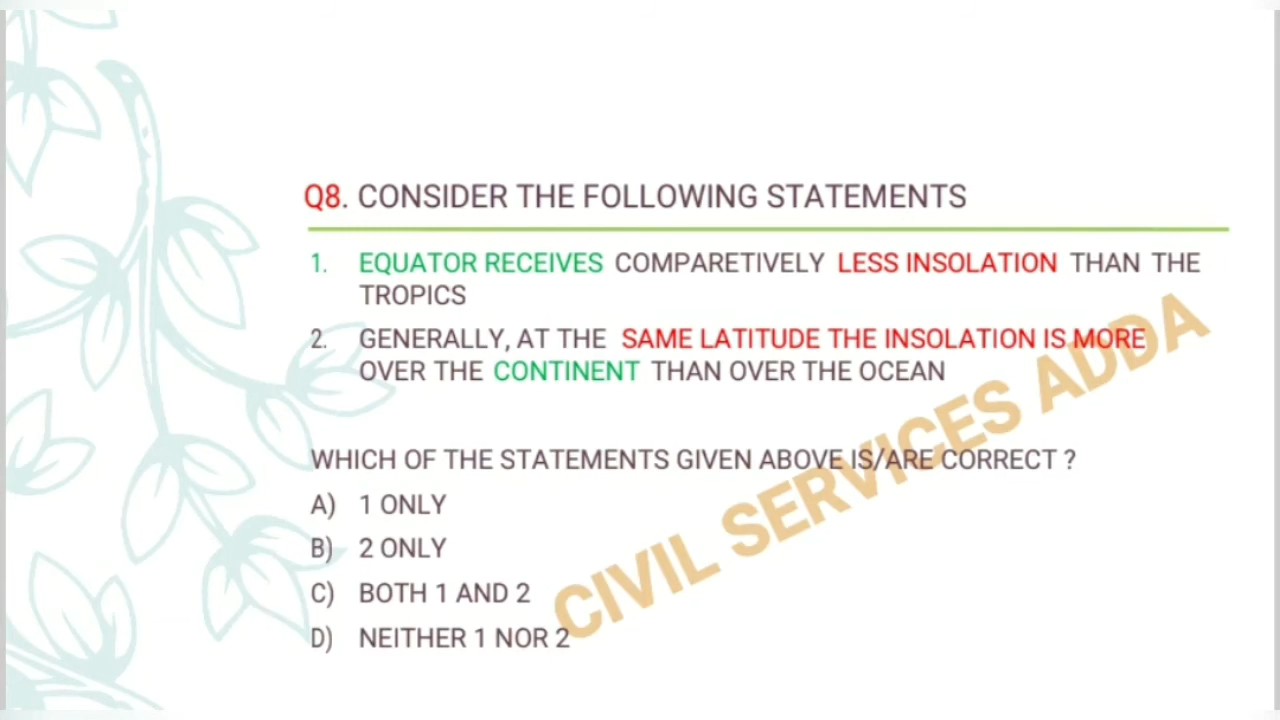 Q8. CONSIDER THE FOLLOWING STATEMENTS
1. EQUATOR RECEIVES COMPARETIVELY LESS INSOLATION THAN THE
TROPICS
2. GENERALLY, AT THE SAME LATITUDE THE INSOLATION IS MORE
OVER THE CONTINENT THAN OVER THE OCEAN
WHICH OF THE STATEMENTS GIVEN ABOVE IS/ARE CORRECT ?
A) 1 ONLY
B) 2 ONLY
C) BOTH 1 AND 2
D) NEITHER 1 NOR 2
CIVIL SERVICES ADDA